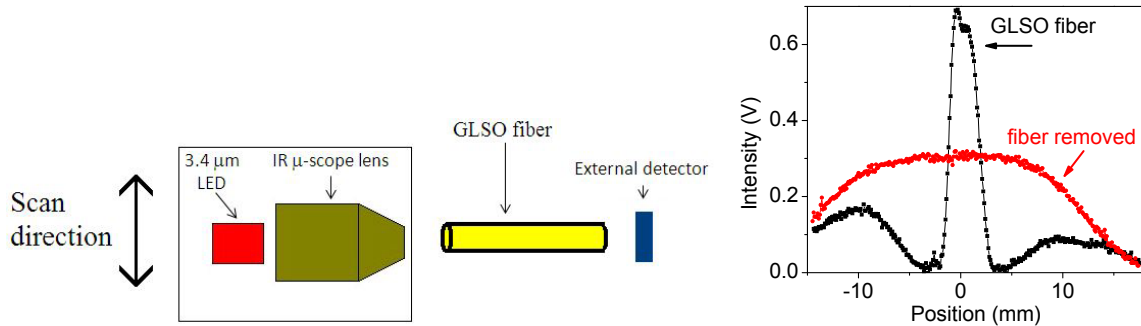 Scan
direction
3.4 μm
LED
IR μ-scope lens
GLSO fiber
External detector
GLSO fiber
fiber removed
Intensity (V)
0.6
0.4
0.2
0.0
-10
0
10
Position (mm)